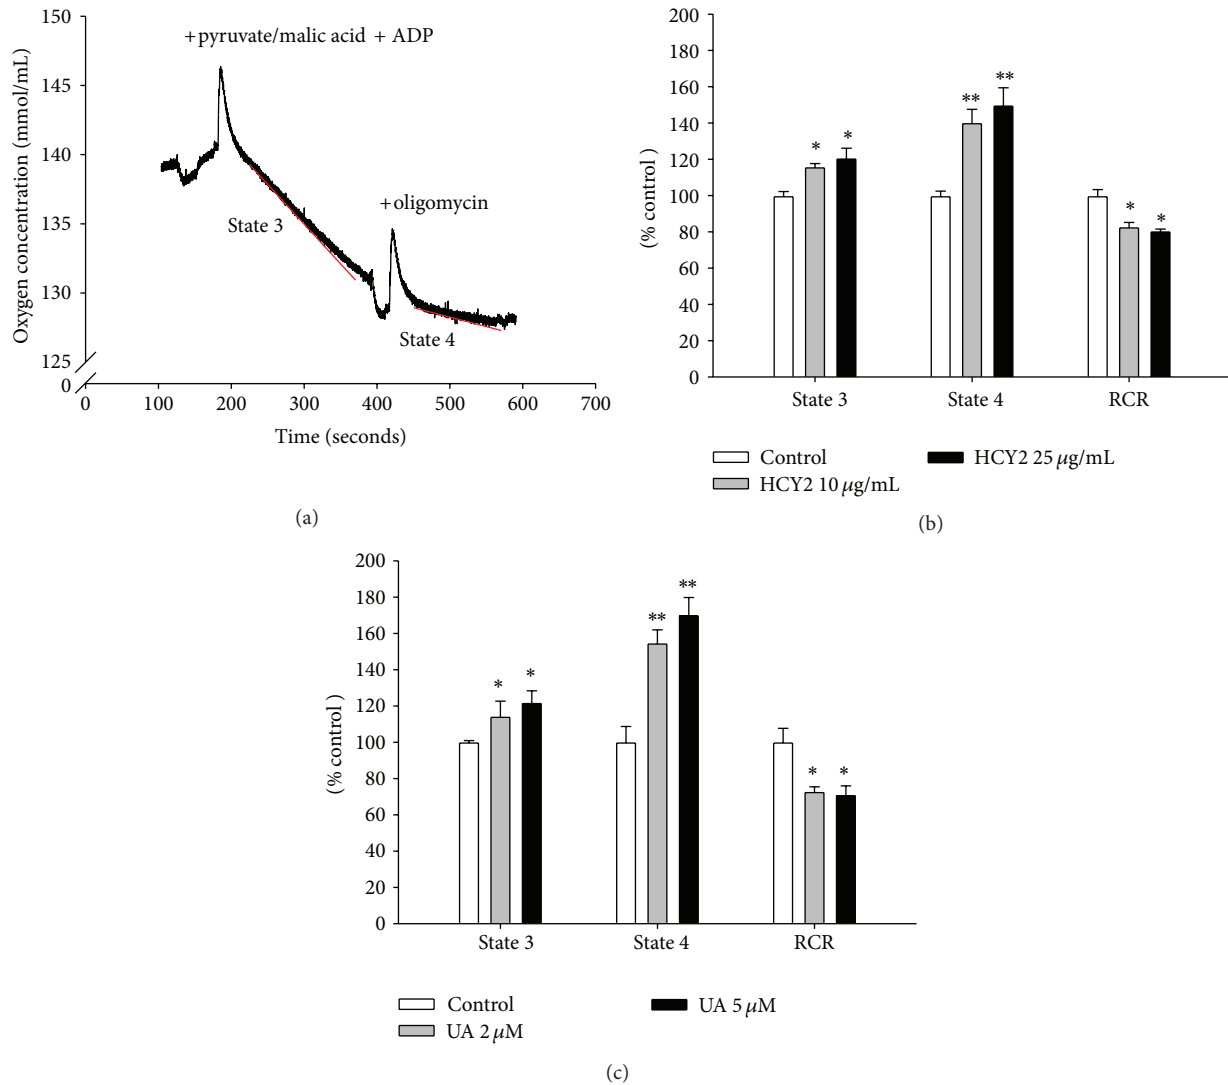 150
145
140
135
130
125
0
Oxygen concentration (mmol/mL)
+pyruvate/malic acid + ADP
State 3
+oligomycin
State 4
0 100 200 300 400 500 600 700
Time (seconds)
(a)
200
180
160
140
120
100
80
60
40
20
0
(% control)
* *
** **
* *
State 3 State 4 RCR
Control
HCY2 10 μg/mL
HCY2 25 μg/mL
(b)
200
180
160
140
120
100
80
60
40
20
0
(% control )
* *
** **
* *
State 3 State 4 RCR
Control
UA 2 μM
UA 5 μM
(c)